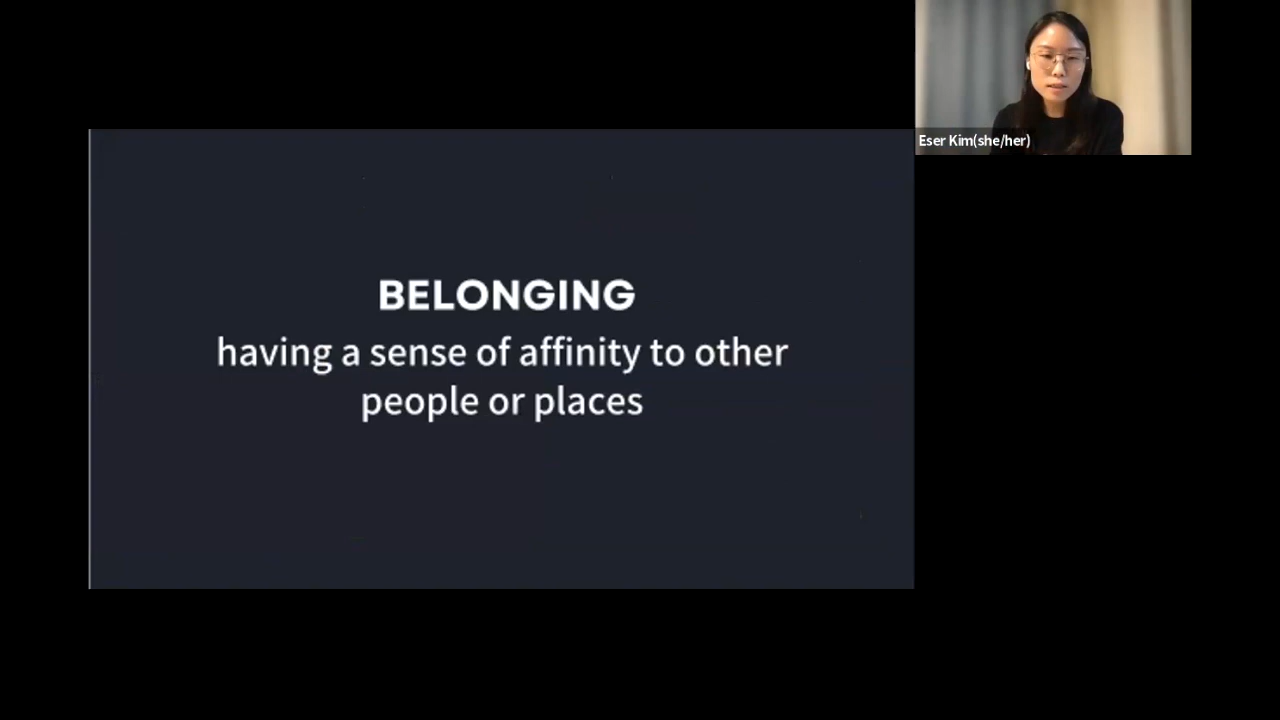 Eser Kim(she/her)
BELONGING
having a sense of affinity to other
people or places